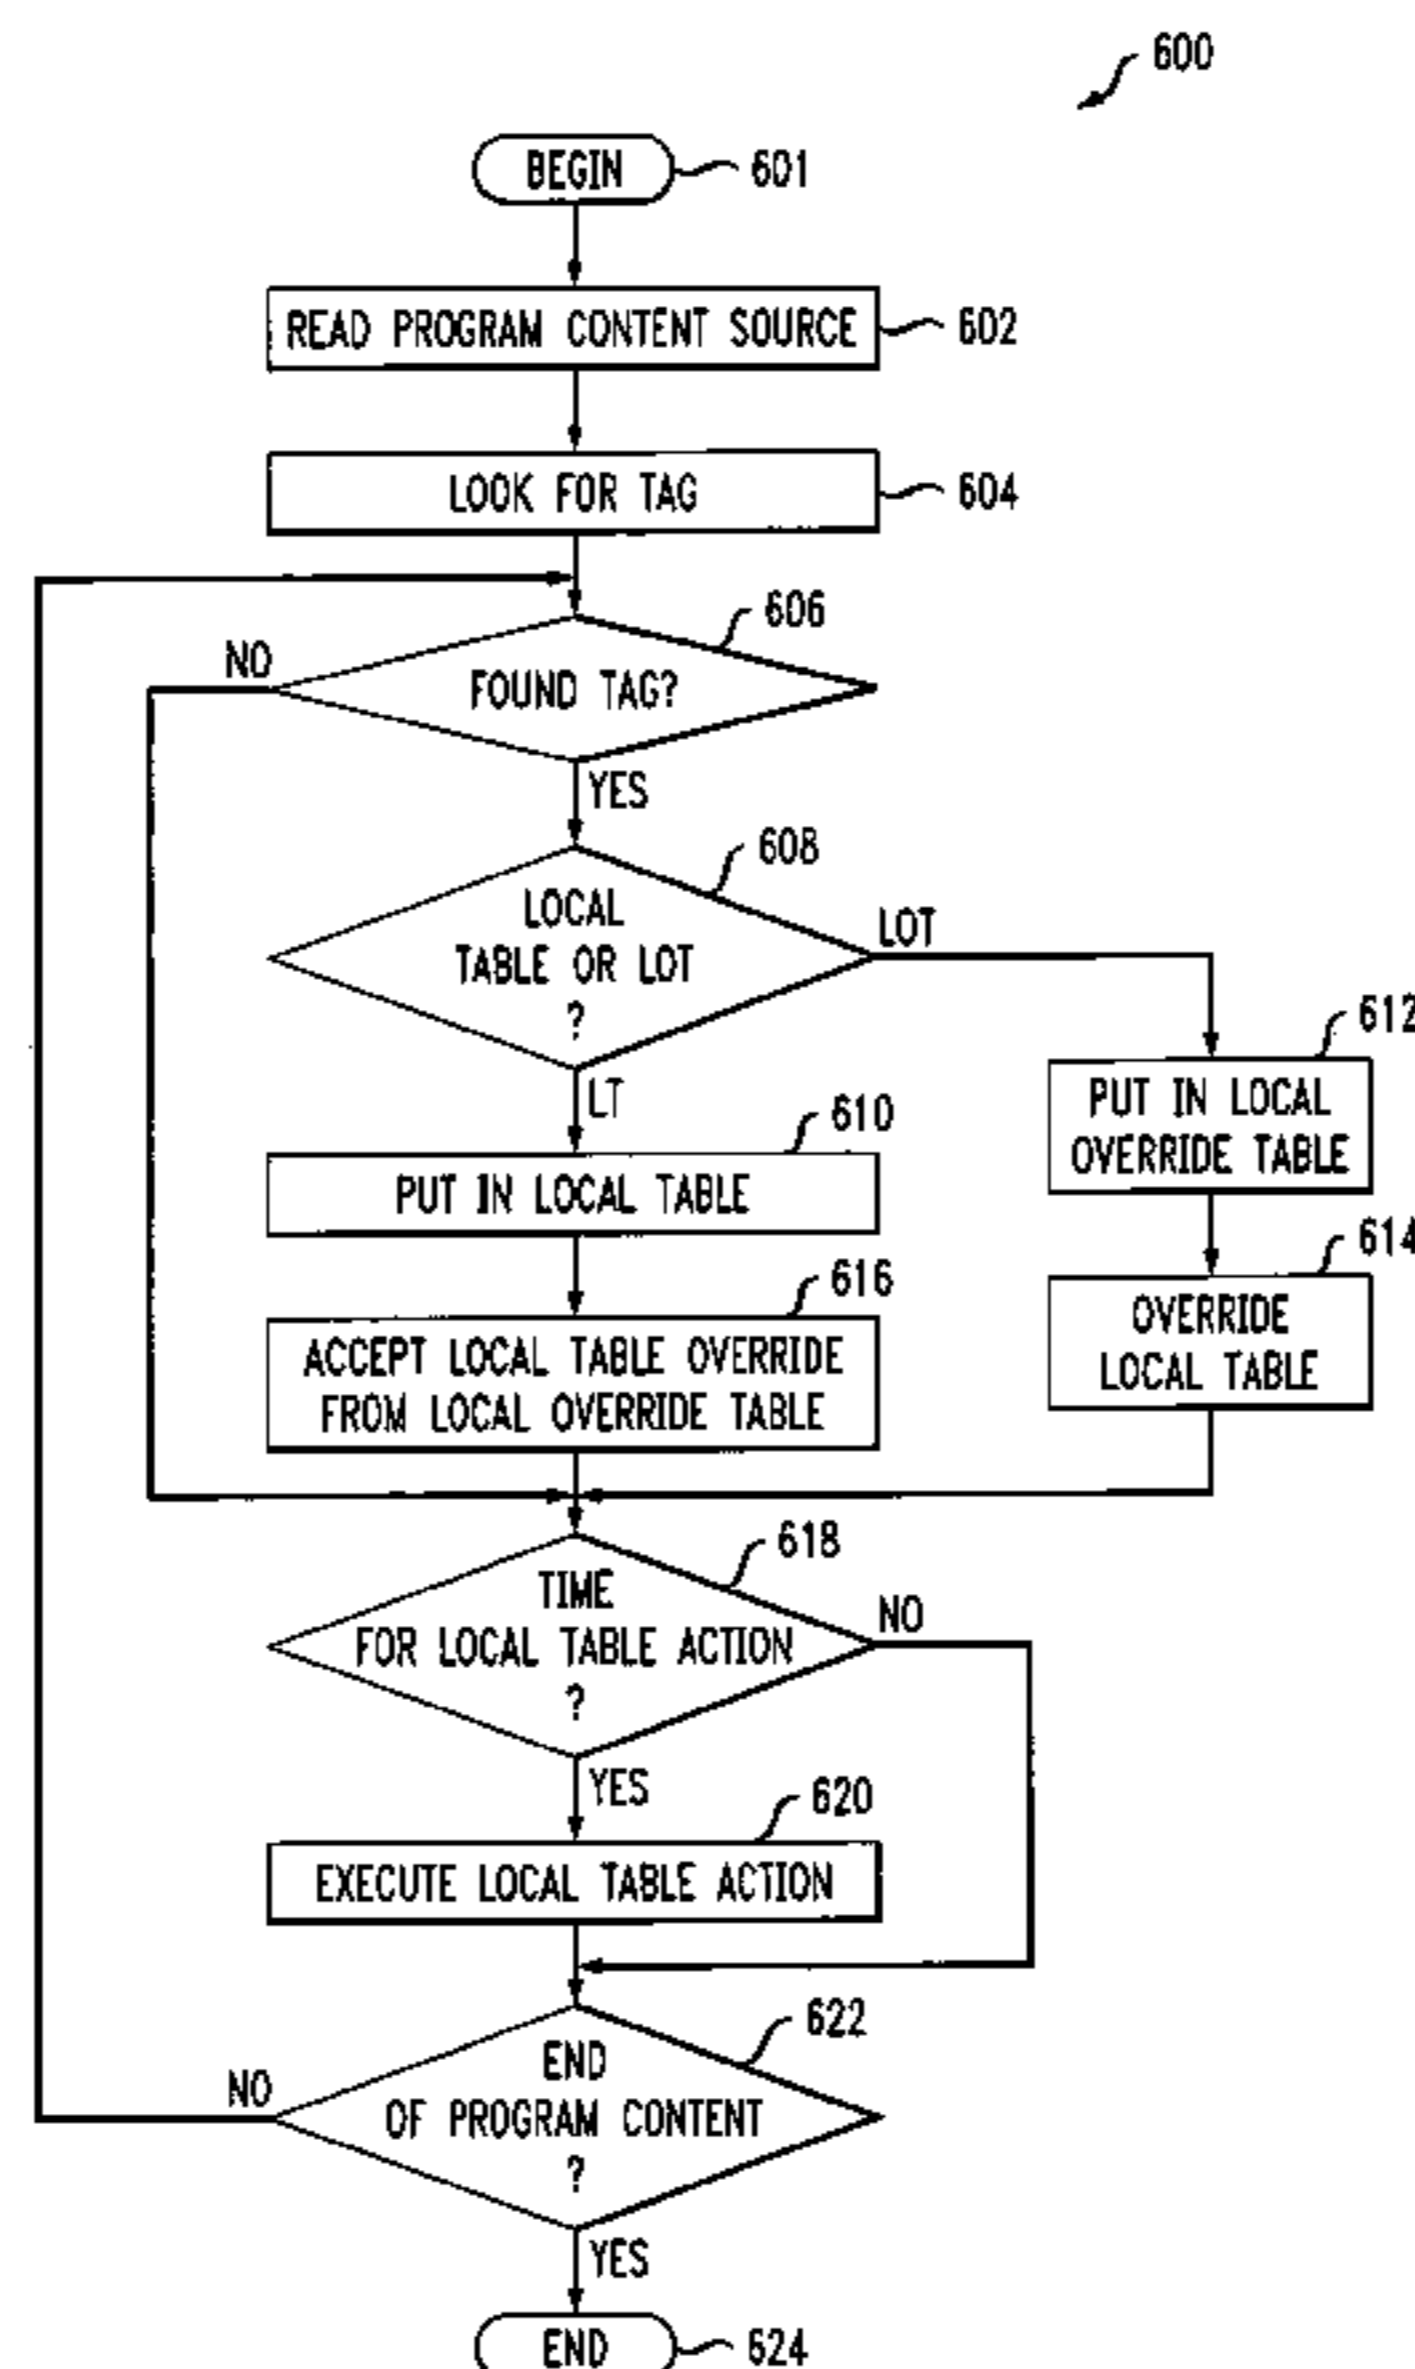 600
BEGIN
601
READ PROGRAM CONTENT SOURCE
602
LOOK FOR TAG
604
606
NO
FOUND TAG?
YES
608
LOCAL
TABLE OR LOT
?
LOT
LT
612
PUT IN LOCAL
OVERRIDE TABLE
610
PUT IN LOCAL TABLE
614
OVERRIDE
LOCAL TABLE
616
ACCEPT LOCAL TABLE OVERRIDE
FROM LOCAL OVERRIDE TABLE
618
TIME
FOR LOCAL TABLE ACTION
?
NO
YES
620
EXECUTE LOCAL TABLE ACTION
622
END
OF PROGRAM CONTENT
?
NO
YES
END
624